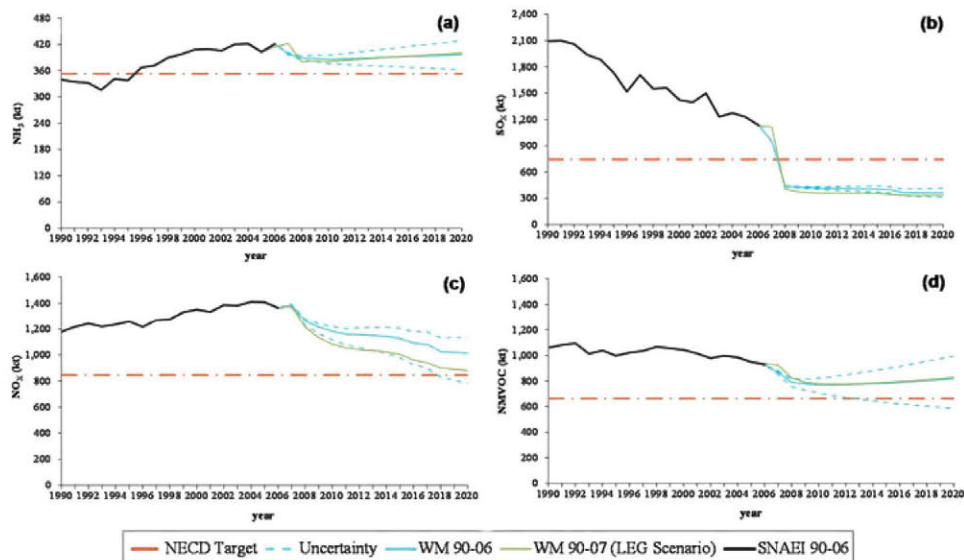 (a)
480
420
360
300
240
180
120
60
0
NH3 (kt)
1990 1992 1994 1996 1998 2000 2002 2004 2006 2008 2010 2012 2014 2016 2018 2020
year
(b)
2,400
2,100
1,800
1,500
1,200
900
600
300
0
SOX (kt)
1990 1992 1994 1996 1998 2000 2002 2004 2006 2008 2010 2012 2014 2016 2018 2020
year
(c)
1,600
1,400
1,200
1,000
800
600
400
200
0
NOX (kt)
1990 1992 1994 1996 1998 2000 2002 2004 2006 2008 2010 2012 2014 2016 2018 2020
year
(d)
1,600
1,400
1,200
1,000
800
600
400
200
0
NMVOC (kt)
1990 1992 1994 1996 1998 2000 2002 2004 2006 2008 2010 2012 2014 2016 2018 2020
year
NECD Target Uncertainty WM 90-06 WM 90-07 (LEG Scenario) SNAEI 90-06